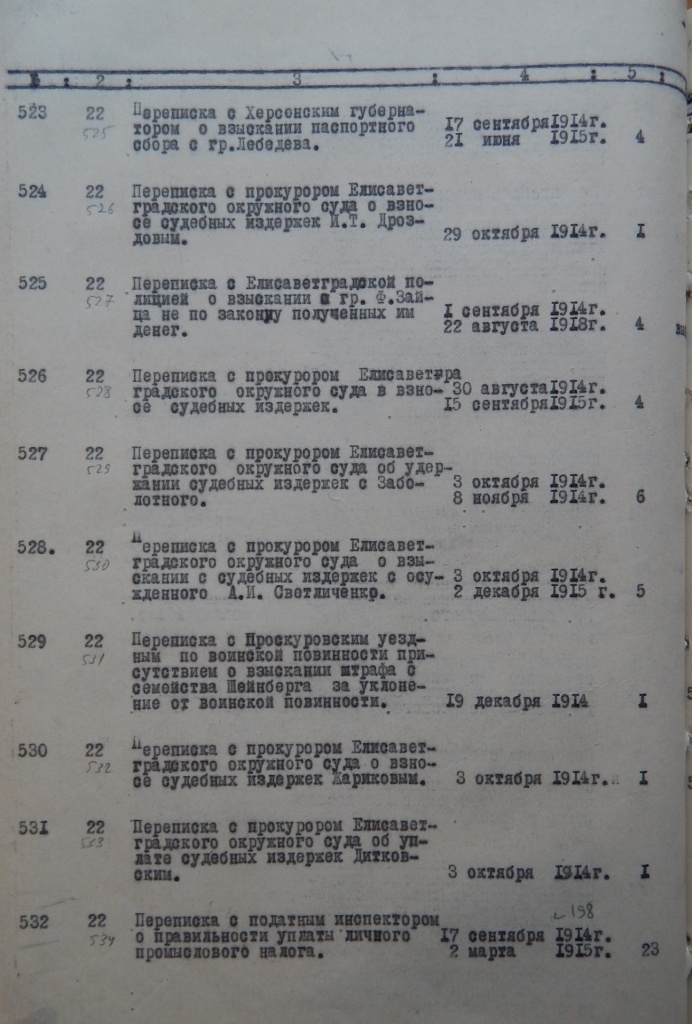 № : 2 : 3 : 4 : 5 :
523 22 Переписка с Херсонским губерна-
525 тором о взыскании паспортного 17 сентября 1914г.
сбора с гр.Лебедева. 21 июня 1915г. 4
524 22 Переписка с прокурором Елисавет-
526 градского окружного суда о взно-
се судебных издержек И.Т. Дроз-
довым. 29 октября 1914г. I
525 22 Переписка с Елисаветградской по-
527 лицией о взыскании с гр. Ф.Зай-
ца не по закону полученных им I сентября 1914г.
денег. 22 августа 1918г. 4
526 22 Переписка с прокурором Елисаветгра
528 градского окружного суда в взно- 30 августа 1914г.
се судебных издержек. 15 сентября 1915г. 4
527 22 Переписка с прокурором Елисавет-
529 градского окружного суда об удер-
жании судебных издержек с Забо- 3 октября 1914г.
лотного. 8 ноября 1914г. 6
528. 22 Переписка с прокурором Елисавет-
530 градского окружного суда о взы-
скании с судебных издержек с осу- 3 октября 1914г.
жденного А.И. Светличенко. 2 декабря 1915 г. 5
529 22 Переписка с Проскуровским уезд-
531 ным по воинской повинности при-
сутствием о взыскании штрафа с
семейства Шейнберга за уклоне-
ние от воинской повинности. 19 декабря 1914 I
530 22 Переписка с прокурором Елисавет-
532 градского окружного суда о взно-
се судебных издержек Жариковым. 3 октября 1914г. I
531 22 Переписка с прокурором Елисавет-
533 градского окружного суда об уп-
лате судебных издержек Дитков-
ским. 3 октября 1914г. I
198
532 22 Переписка с податным инспектором
534 о правильности уплаты личного 17 сентября 1914г.
промыслового налога. 2 марта 1915г. 23